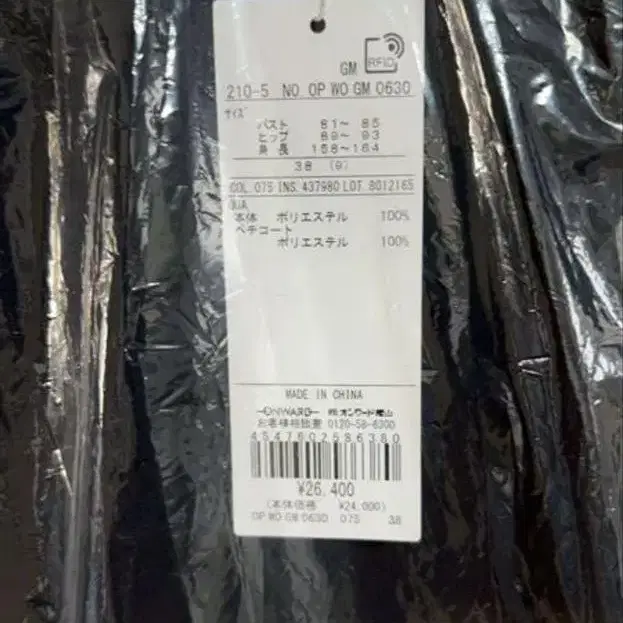 GM RFID
210-5 NO OP WO GM 0630
サイズ
バスト 81～ 85
ヒップ 89～ 93
身長 158～164
38 (9)
COL.075 INS.437980 LOT.8012165
QUA.
本体 ポリエステル 100%
ペチコート
ポリエステル 100%
MADE IN CHINA
ONWARD ㈱オンワード樫山
お客様相談室 0120-58-6300
4547602586380
¥26,400
(本体価格 ¥24,000)
OP WO GM 0630 075 38